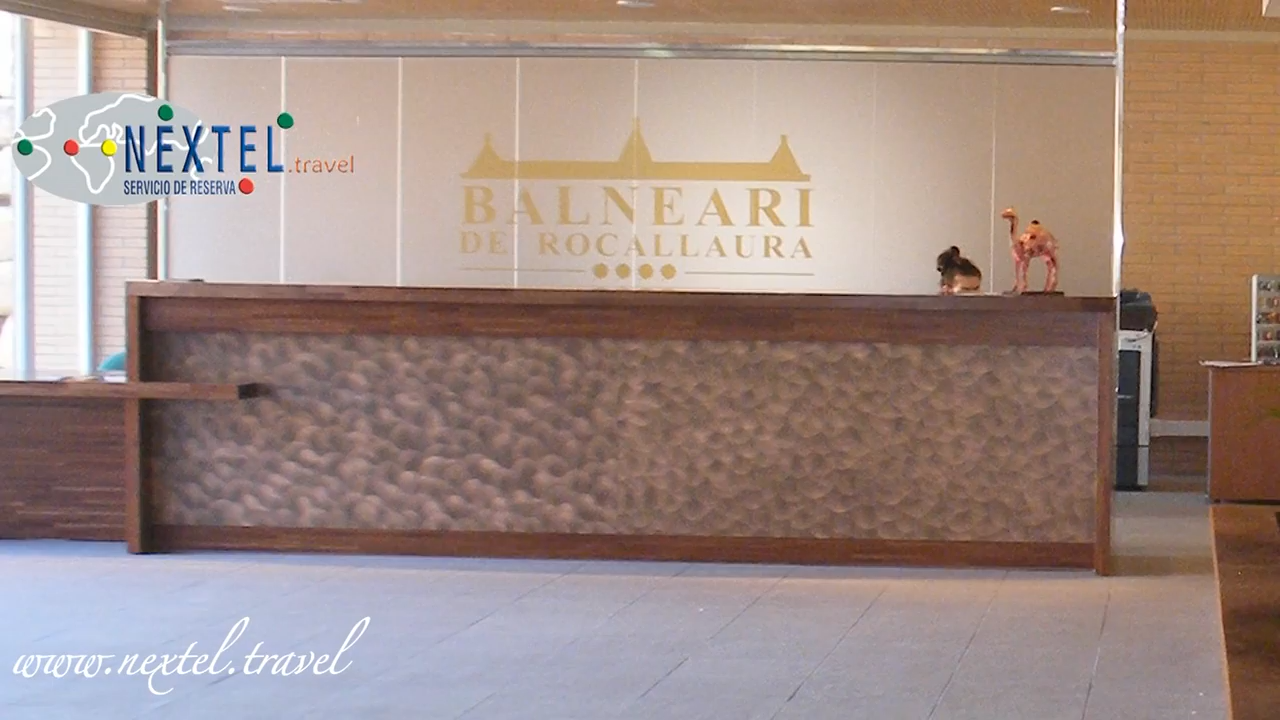 NEXTEL.travel
SERVICIO DE RESERVA
BALNEARI
DE ROCALLAURA
www.nextel.travel